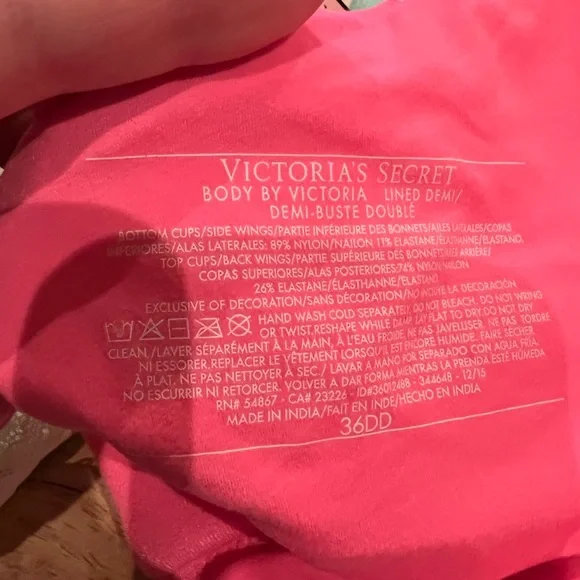 VICTORIA'S SECRET
BODY BY VICTORIA LINED DEMI/
DEMI-BUSTE DOUBLÉ
BOTTOM CUPS/SIDE WINGS/PARTIE INFÉRIEURE DES BONNETS/AILES LATÉRALES/COPAS
INFERIORES/ALAS LATERALES: 89% NYLON/NAILON 11% ELASTANE/ÉLASTHANNE/ELASTANO.
TOP CUPS/BACK WINGS/PARTIE SUPÉRIEURE DES BONNETS/AILES ARRIÈRE/
COPAS SUPERIORES/ALAS POSTERIORES: 74% NYLON/NAILON
26% ELASTANE/ÉLASTHANNE/ELASTANO
EXCLUSIVE OF DECORATION/SANS DÉCORATION/NO INCLUYE LA DECORACIÓN
HAND WASH COLD SEPARATELY. DO NOT BLEACH. DO NOT WRING
OR TWIST. RESHAPE WHILE DAMP. LAY FLAT TO DRY. DO NOT DRY
CLEAN./LAVER SÉPARÉMENT À LA MAIN, À L'EAU FROIDE. NE PAS JAVELLISER. NE PAS TORDRE
NI ESSORER. REPLACER LE VÊTEMENT LORSQU'IL EST ENCORE HUMIDE. FAIRE SÉCHER
À PLAT. NE PAS NETTOYER À SEC./ LAVAR A MANO POR SEPARADO CON AGUA FRÍA.
NO ESCURRIR NI RETORCER. VOLVER A DAR FORMA MIENTRAS LA PRENDA ESTÉ HÚMEDA
RN# 54867 · CA# 23226 · ID#36012488 · 344648 · 12/15
MADE IN INDIA/FAIT EN INDE/HECHO EN INDIA
36DD